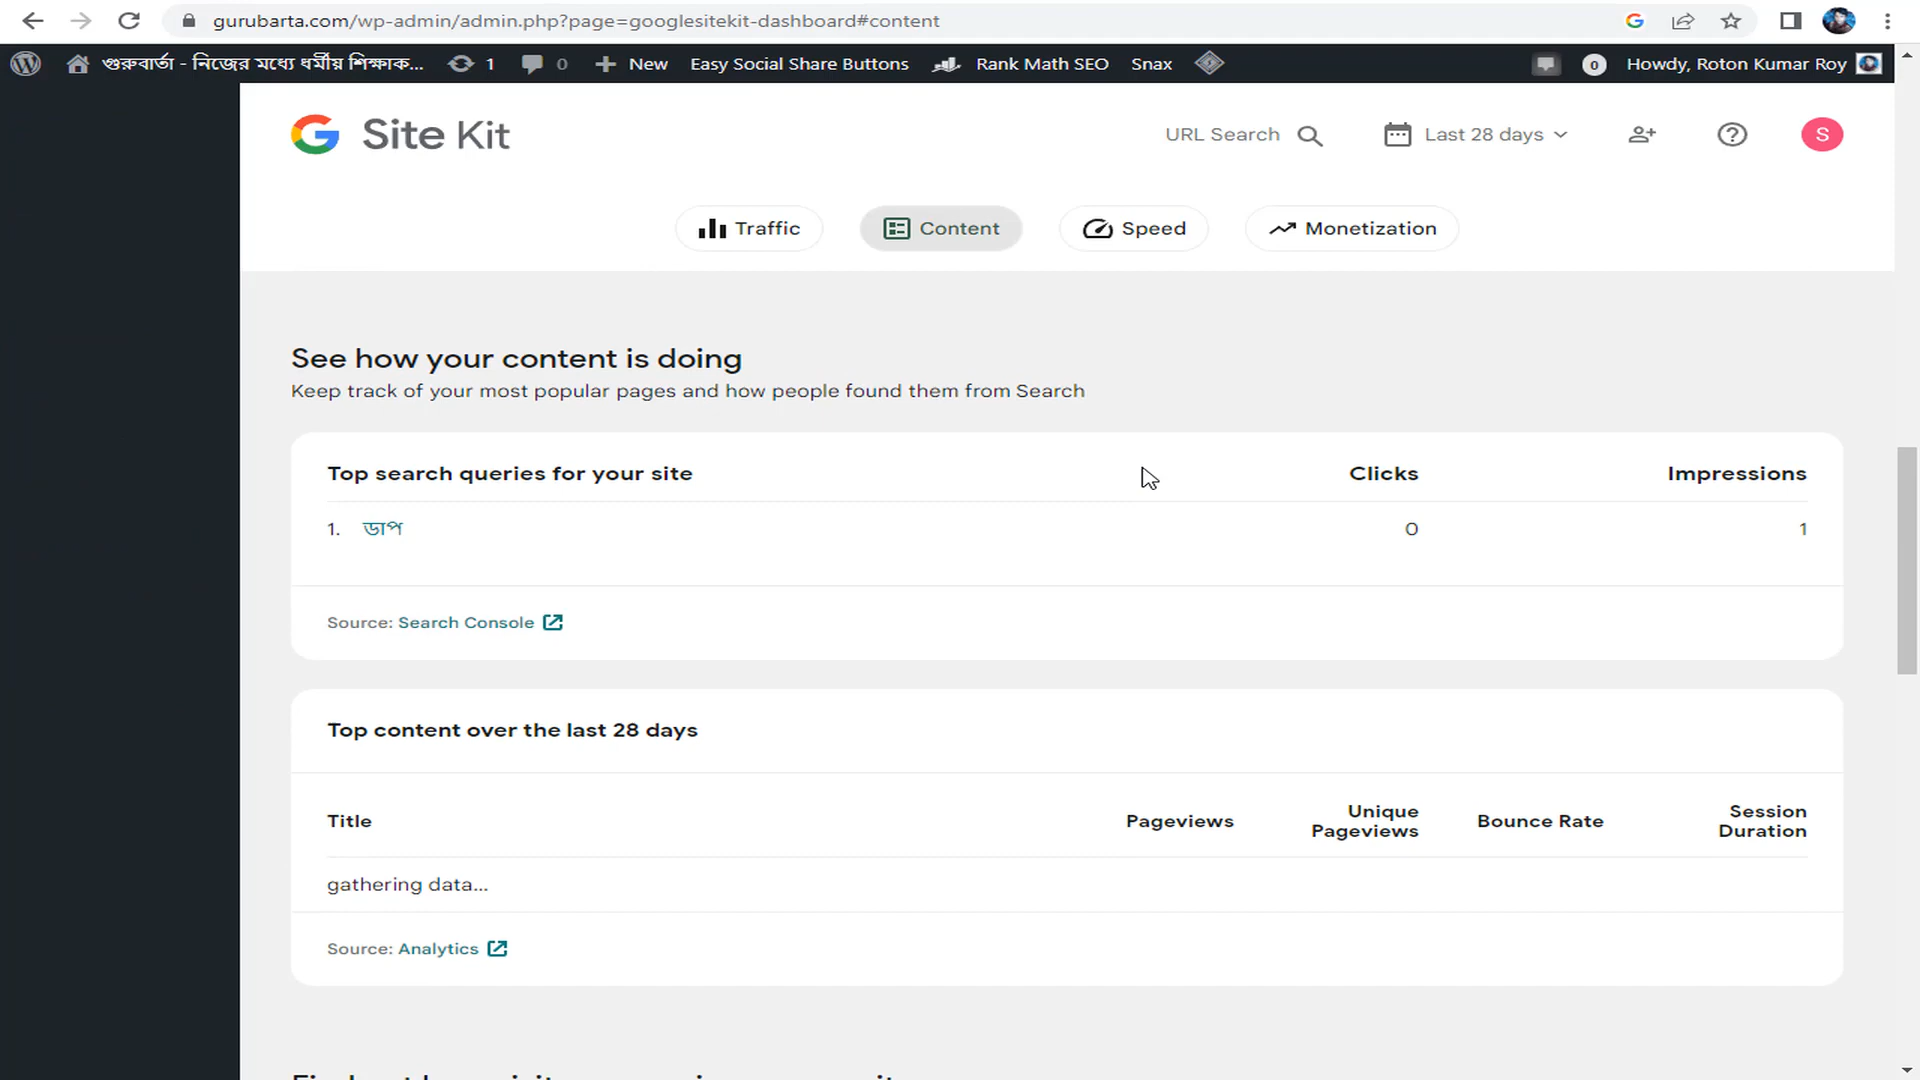 gurubarta.com/wp-admin/admin.php?page=googlesitekit-dashboard#content
গুরুবার্তা - নিজের মধ্যে ধর্মীয় শিক্ষাক... 1 0 New Easy Social Share Buttons Rank Math SEO Snax 0 Howdy, Roton Kumar Roy
Site Kit URL Search Last 28 days S
Traffic Content Speed Monetization
See how your content is doing
Keep track of your most popular pages and how people found them from Search
Top search queries for your site Clicks Impressions
1. ডাপ 0 1
Source: Search Console
Top content over the last 28 days
Title Pageviews Unique Pageviews Bounce Rate Session Duration
gathering data...
Source: Analytics